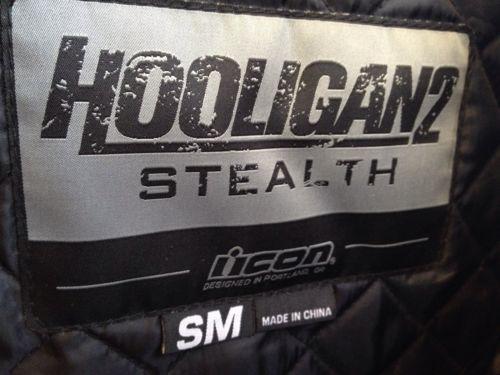 HOOLIGAN2
STEALTH
icon®
DESIGNED IN PORTLAND, OR
SM MADE IN CHINA